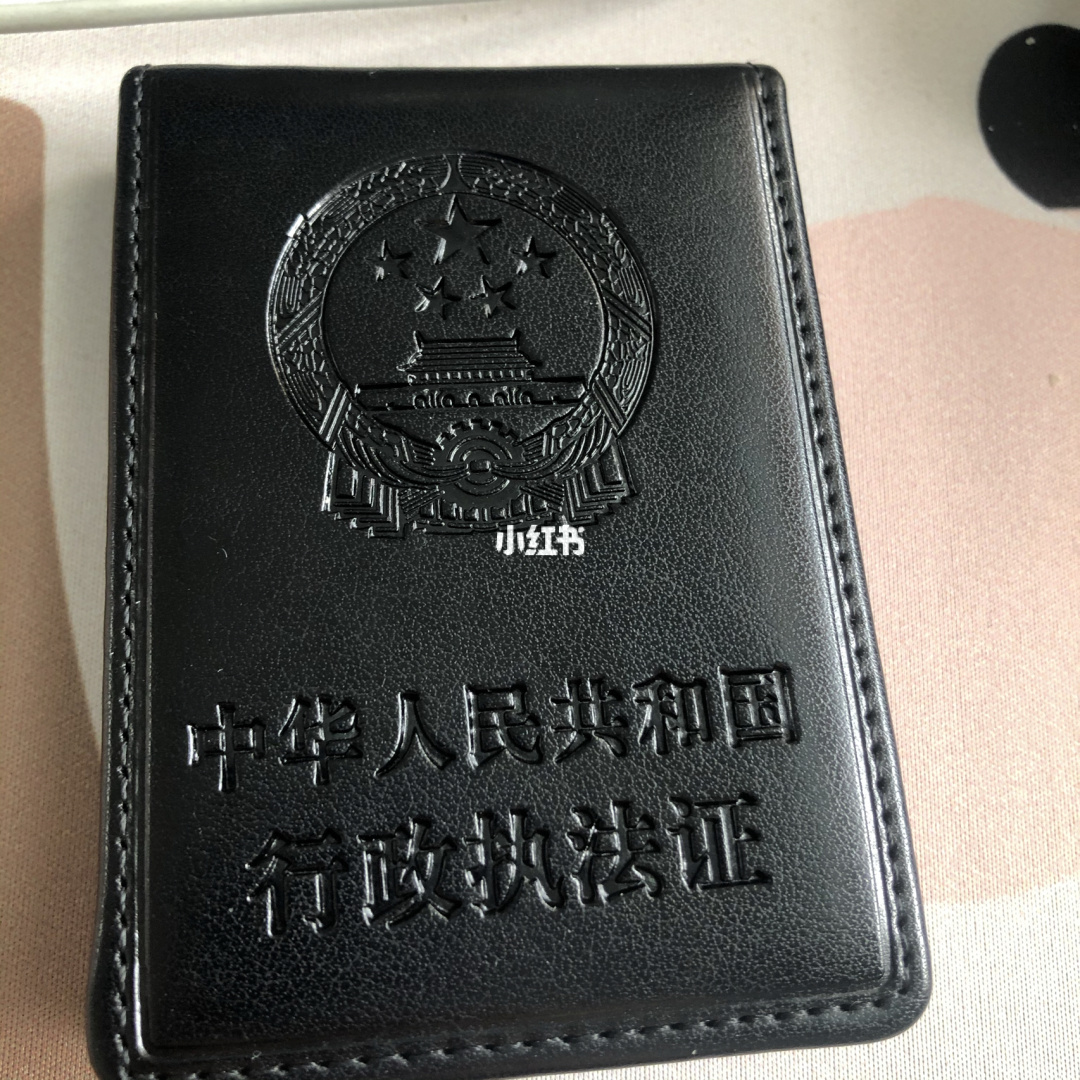 小红书
中华人民共和国
行政执法证